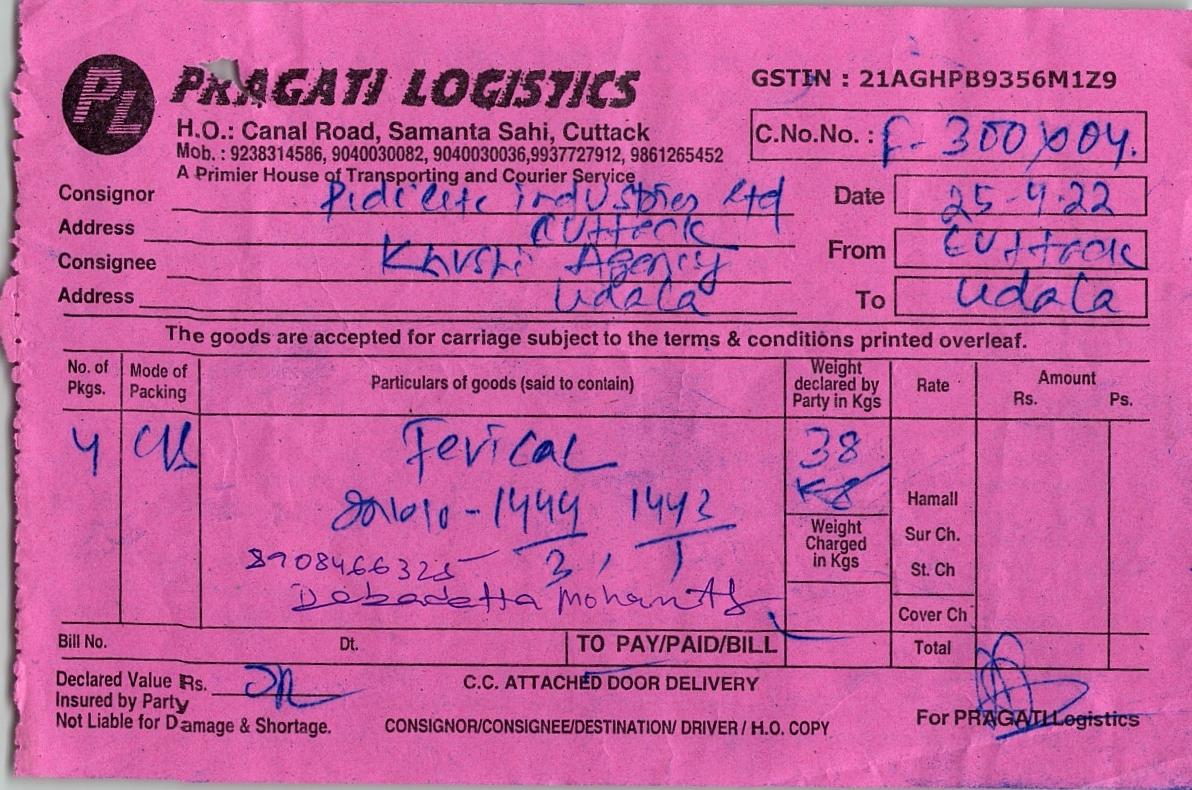 PL PRAGATI LOGISTICS
GSTIN : 21AGHPB9356M1Z9
H.O.: Canal Road, Samanta Sahi, Cuttack
C.No.No. :
Mob. : 9238314586, 9040030082, 9040030036,9937727912, 9861265452
A Primier House of Transporting and Courier Service
Consignor Pidilite industries Ltd
Date 25-4-22
Address Cuttack
From Cuttack
Consignee Khushi Agency
Address Udala
To Udala
The goods are accepted for carriage subject to the terms & conditions printed overleaf.
No. of Pkgs. Mode of Packing Particulars of goods (said to contain) Weight declared by Party in Kgs Rate Amount Rs. Ps.
4 Fevicol 38
1444 1443
Hamall
Weight Charged in Kgs
Sur Ch.
8908466325 3, 1
St. Ch
Debadatta Mohanty
Cover Ch
Bill No. Dt. TO PAY/PAID/BILL Total
Declared Value Rs. C.C. ATTACHED DOOR DELIVERY
Insured by Party
Not Liable for Damage & Shortage. CONSIGNOR/CONSIGNEE/DESTINATION/ DRIVER / H.O. COPY For PRAGATI Logistics